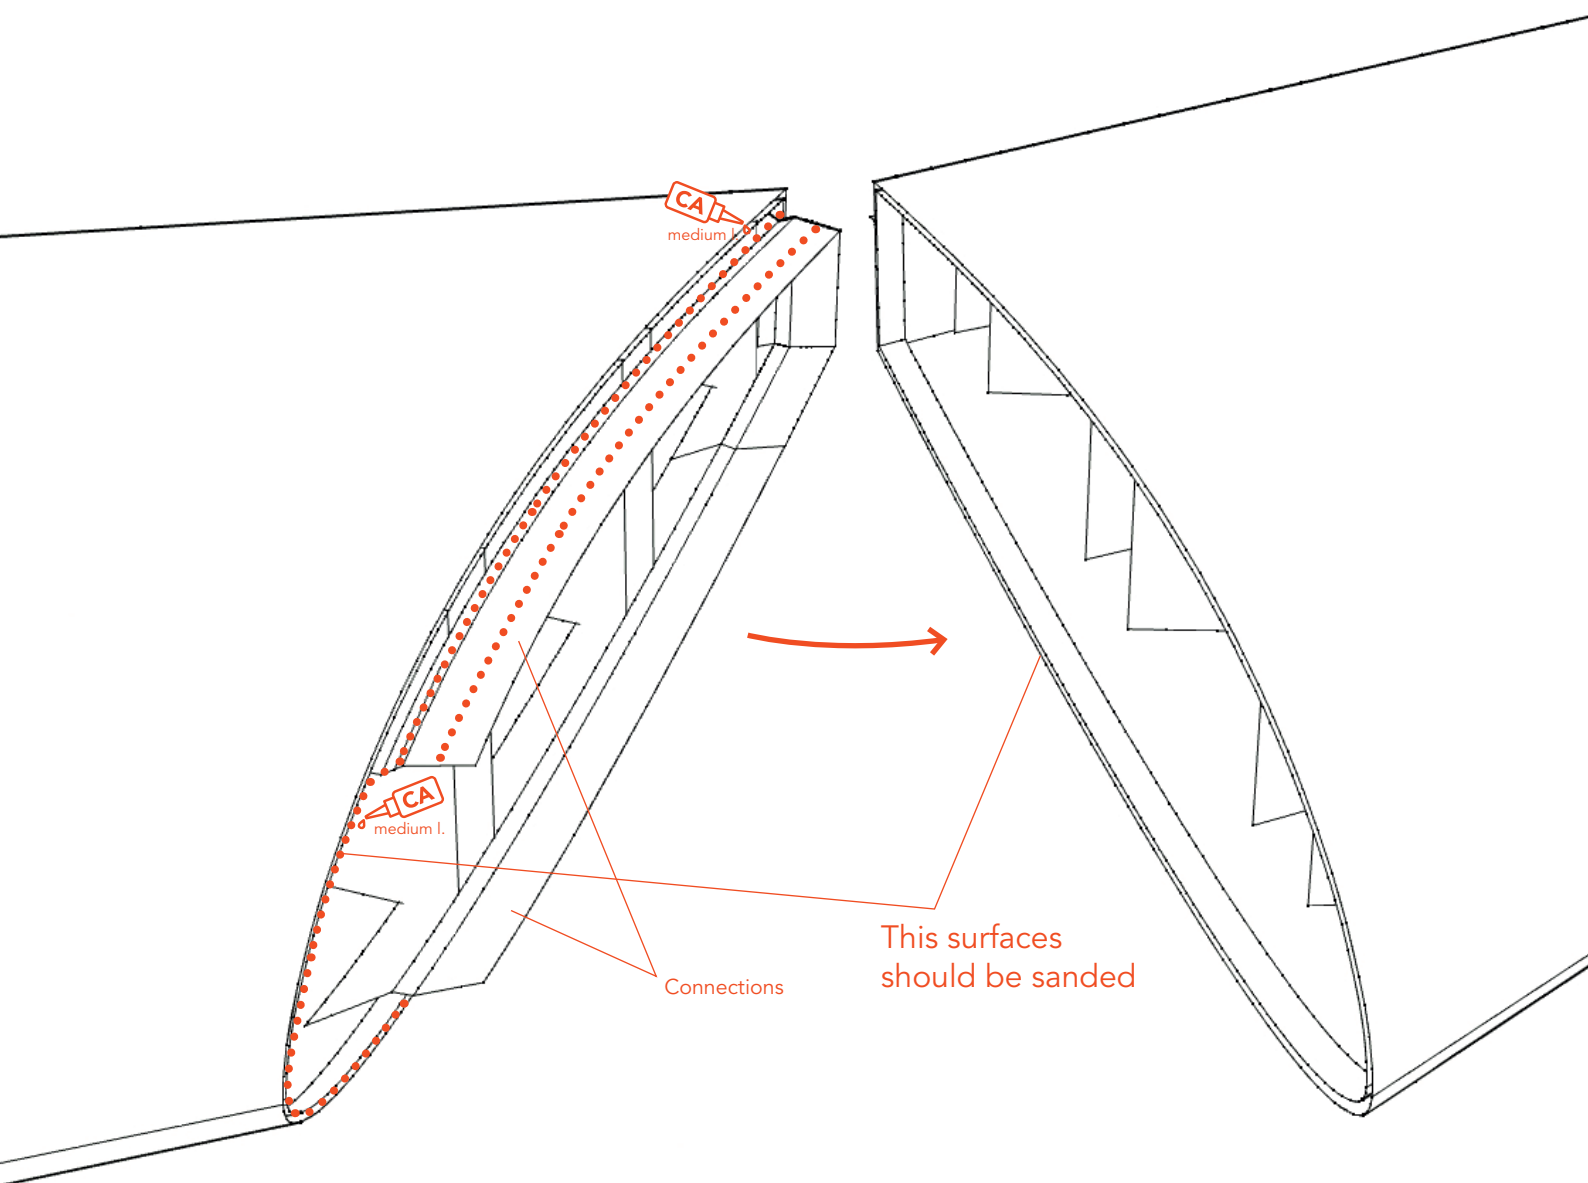 CA
medium l.
CA
medium l.
This surfaces
should be sanded
Connections